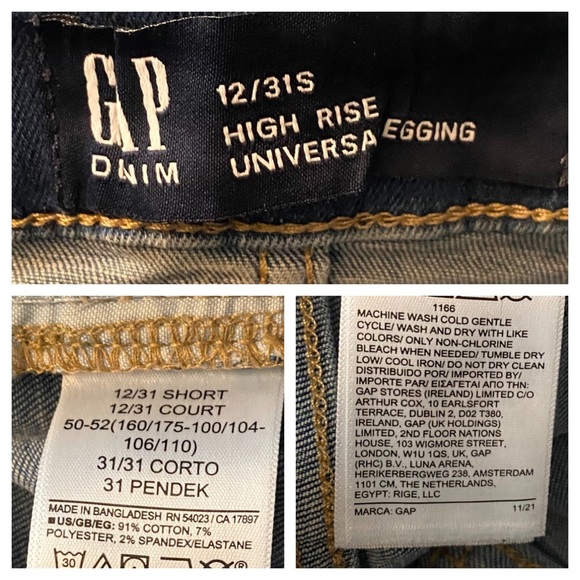 GAP
DNIM
12/31S
HIGH RISE
UNIVERSA EGGING
12/31 SHORT
12/31 COURT
50-52(160/175-100/104-
106/110)
31/31 CORTO
31 PENDEK
MADE IN BANGLADESH RN 54023 / CA 17897
■US/GB/EG: 91% COTTON, 7%
POLYESTER, 2% SPANDEX/ELASTANE
30
1166
MACHINE WASH COLD GENTLE
CYCLE/ WASH AND DRY WITH LIKE
COLORS/ ONLY NON-CHLORINE
BLEACH WHEN NEEDED/ TUMBLE DRY
LOW/ COOL IRON/ DO NOT DRY CLEAN
DISTRIBUIDO POR/ IMPORTED BY/
IMPORTE PAR/ ΕΙΣΑΓΕΤΑΙ ΑΠΟ ΤΗΝ:
GAP STORES (IRELAND) LIMITED C/O
ARTHUR COX, 10 EARLSFORT
TERRACE, DUBLIN 2, D02 T380,
IRELAND, GAP (UK HOLDINGS)
LIMITED, 2ND FLOOR NATIONS
HOUSE, 103 WIGMORE STREET,
LONDON, W1U 1QS, UK, GAP
(RHC) B.V., LUNA ARENA,
HERIKERBERGWEG 238, AMSTERDAM
1101 CM, THE NETHERLANDS,
EGYPT: RIGE, LLC
MARCA: GAP 11/21